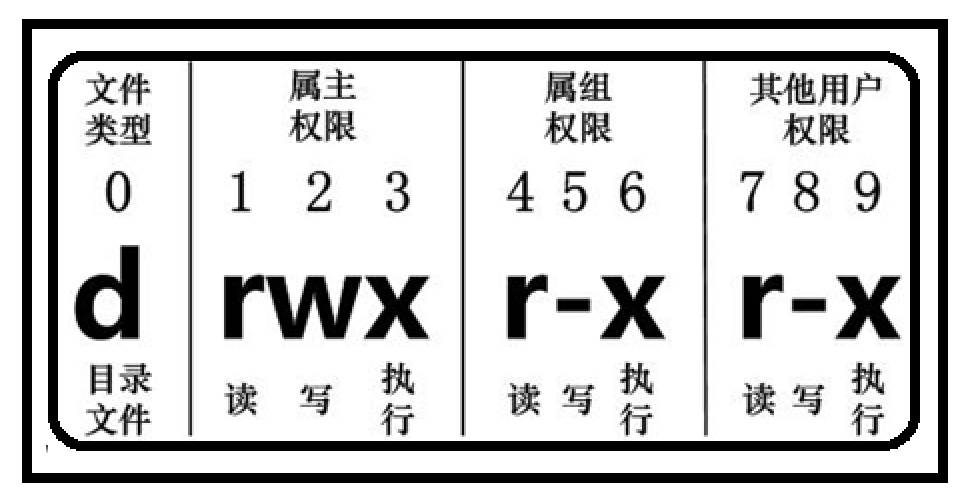 文件 属主 属组 其他用户
类型 权限 权限 权限
0 1 2 3 4 5 6 7 8 9
d rwx r-x r-x
目录 读 写 执 读 写 执 读 写 执
文件 行 行 行